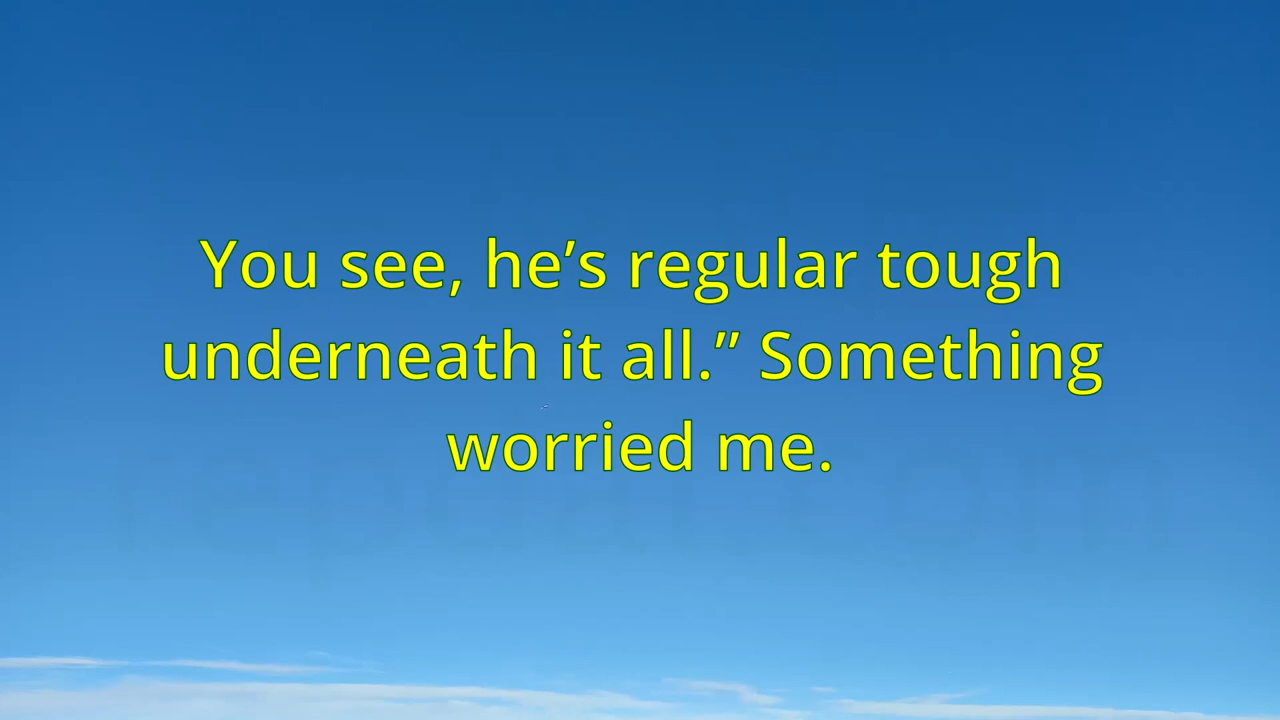 You see, he’s regular tough
underneath it all.” Something
worried me.